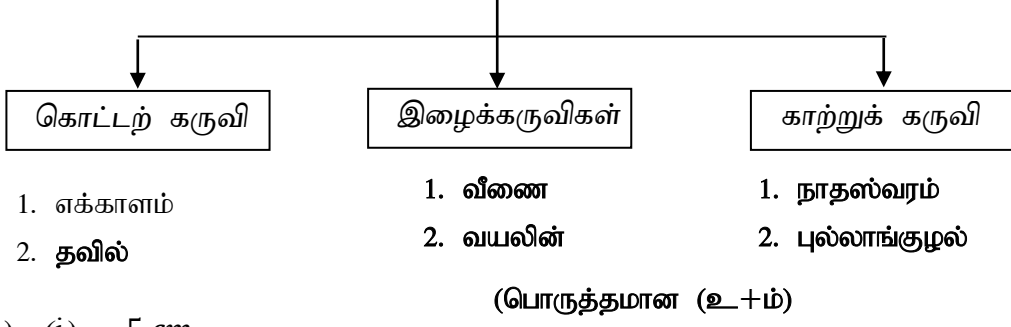 கொட்டற் கருவி
இழைக்கருவிகள்
காற்றுக் கருவி
1. எக்காளம்
2. தவில்
1. வீணை
2. வயலின்
1. நாதஸ்வரம்
2. புல்லாங்குழல்
(பொருத்தமான (உ+ம்)